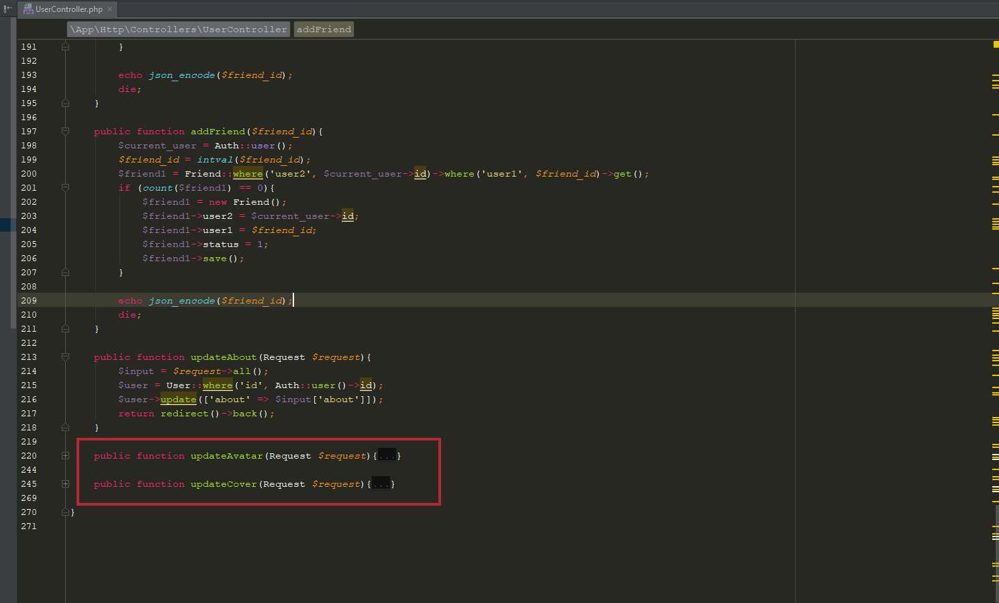 UserController.php
\App\Http\Controllers\UserController addFriend
191 }
192
193 echo json_encode($friend_id);
194 die;
195 }
196
197 public function addFriend($friend_id){
198 $current_user = Auth::user();
199 $friend_id = intval($friend_id);
200 $friend1 = Friend::where('user2', $current_user->id)->where('user1', $friend_id)->get();
201 if (count($friend1) == 0){
202 $friend1 = new Friend();
203 $friend1->user2 = $current_user->id;
204 $friend1->user1 = $friend_id;
205 $friend1->status = 1;
206 $friend1->save();
207 }
208
209 echo json_encode($friend_id);
210 die;
211 }
212
213 public function updateAbout(Request $request){
214 $input = $request->all();
215 $user = User::where('id', Auth::user()->id);
216 $user->update(['about' => $input['about']]);
217 return redirect()->back();
218 }
219
220 public function updateAvatar(Request $request){...}
244
245 public function updateCover(Request $request){...}
269
270 }
271